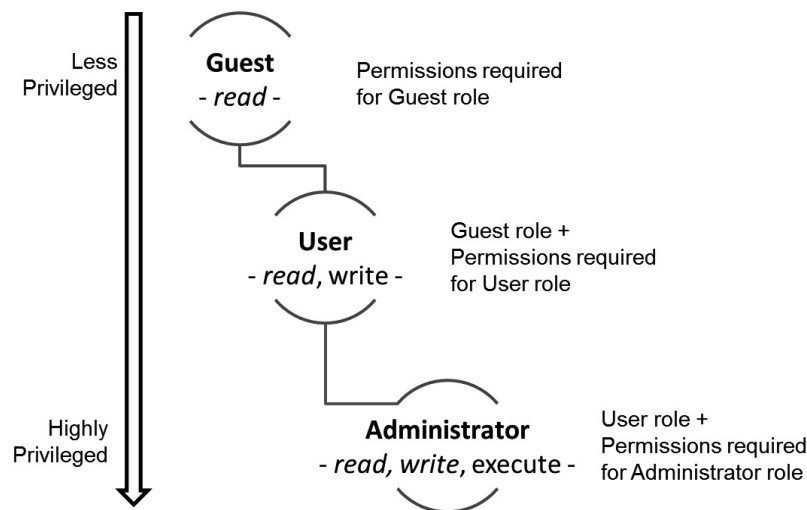 Less
Privileged
Guest
- read -
Permissions required
for Guest role
User
- read, write -
Guest role +
Permissions required
for User role
Highly
Privileged
Administrator
- read, write, execute -
User role +
Permissions required
for Administrator role